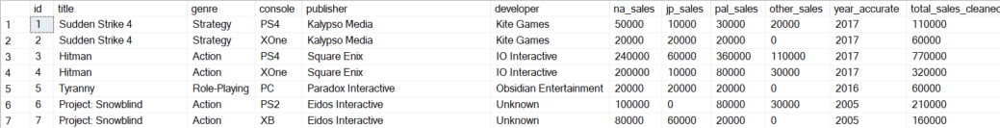 id title genre console publisher developer na_sales jp_sales pal_sales other_sales year_accurate total_sales_cleaned
1 1 Sudden Strike 4 Strategy PS4 Kalypso Media Kite Games 50000 10000 30000 20000 2017 110000
2 2 Sudden Strike 4 Strategy XOne Kalypso Media Kite Games 20000 20000 20000 0 2017 60000
3 3 Hitman Action PS4 Square Enix IO Interactive 240000 60000 360000 110000 2017 770000
4 4 Hitman Action XOne Square Enix IO Interactive 200000 10000 80000 30000 2017 320000
5 5 Tyranny Role-Playing PC Paradox Interactive Obsidian Entertainment 20000 20000 20000 0 2016 60000
6 6 Project: Snowblind Action PS2 Eidos Interactive Unknown 100000 0 80000 30000 2005 210000
7 7 Project: Snowblind Action XB Eidos Interactive Unknown 80000 60000 20000 0 2005 160000